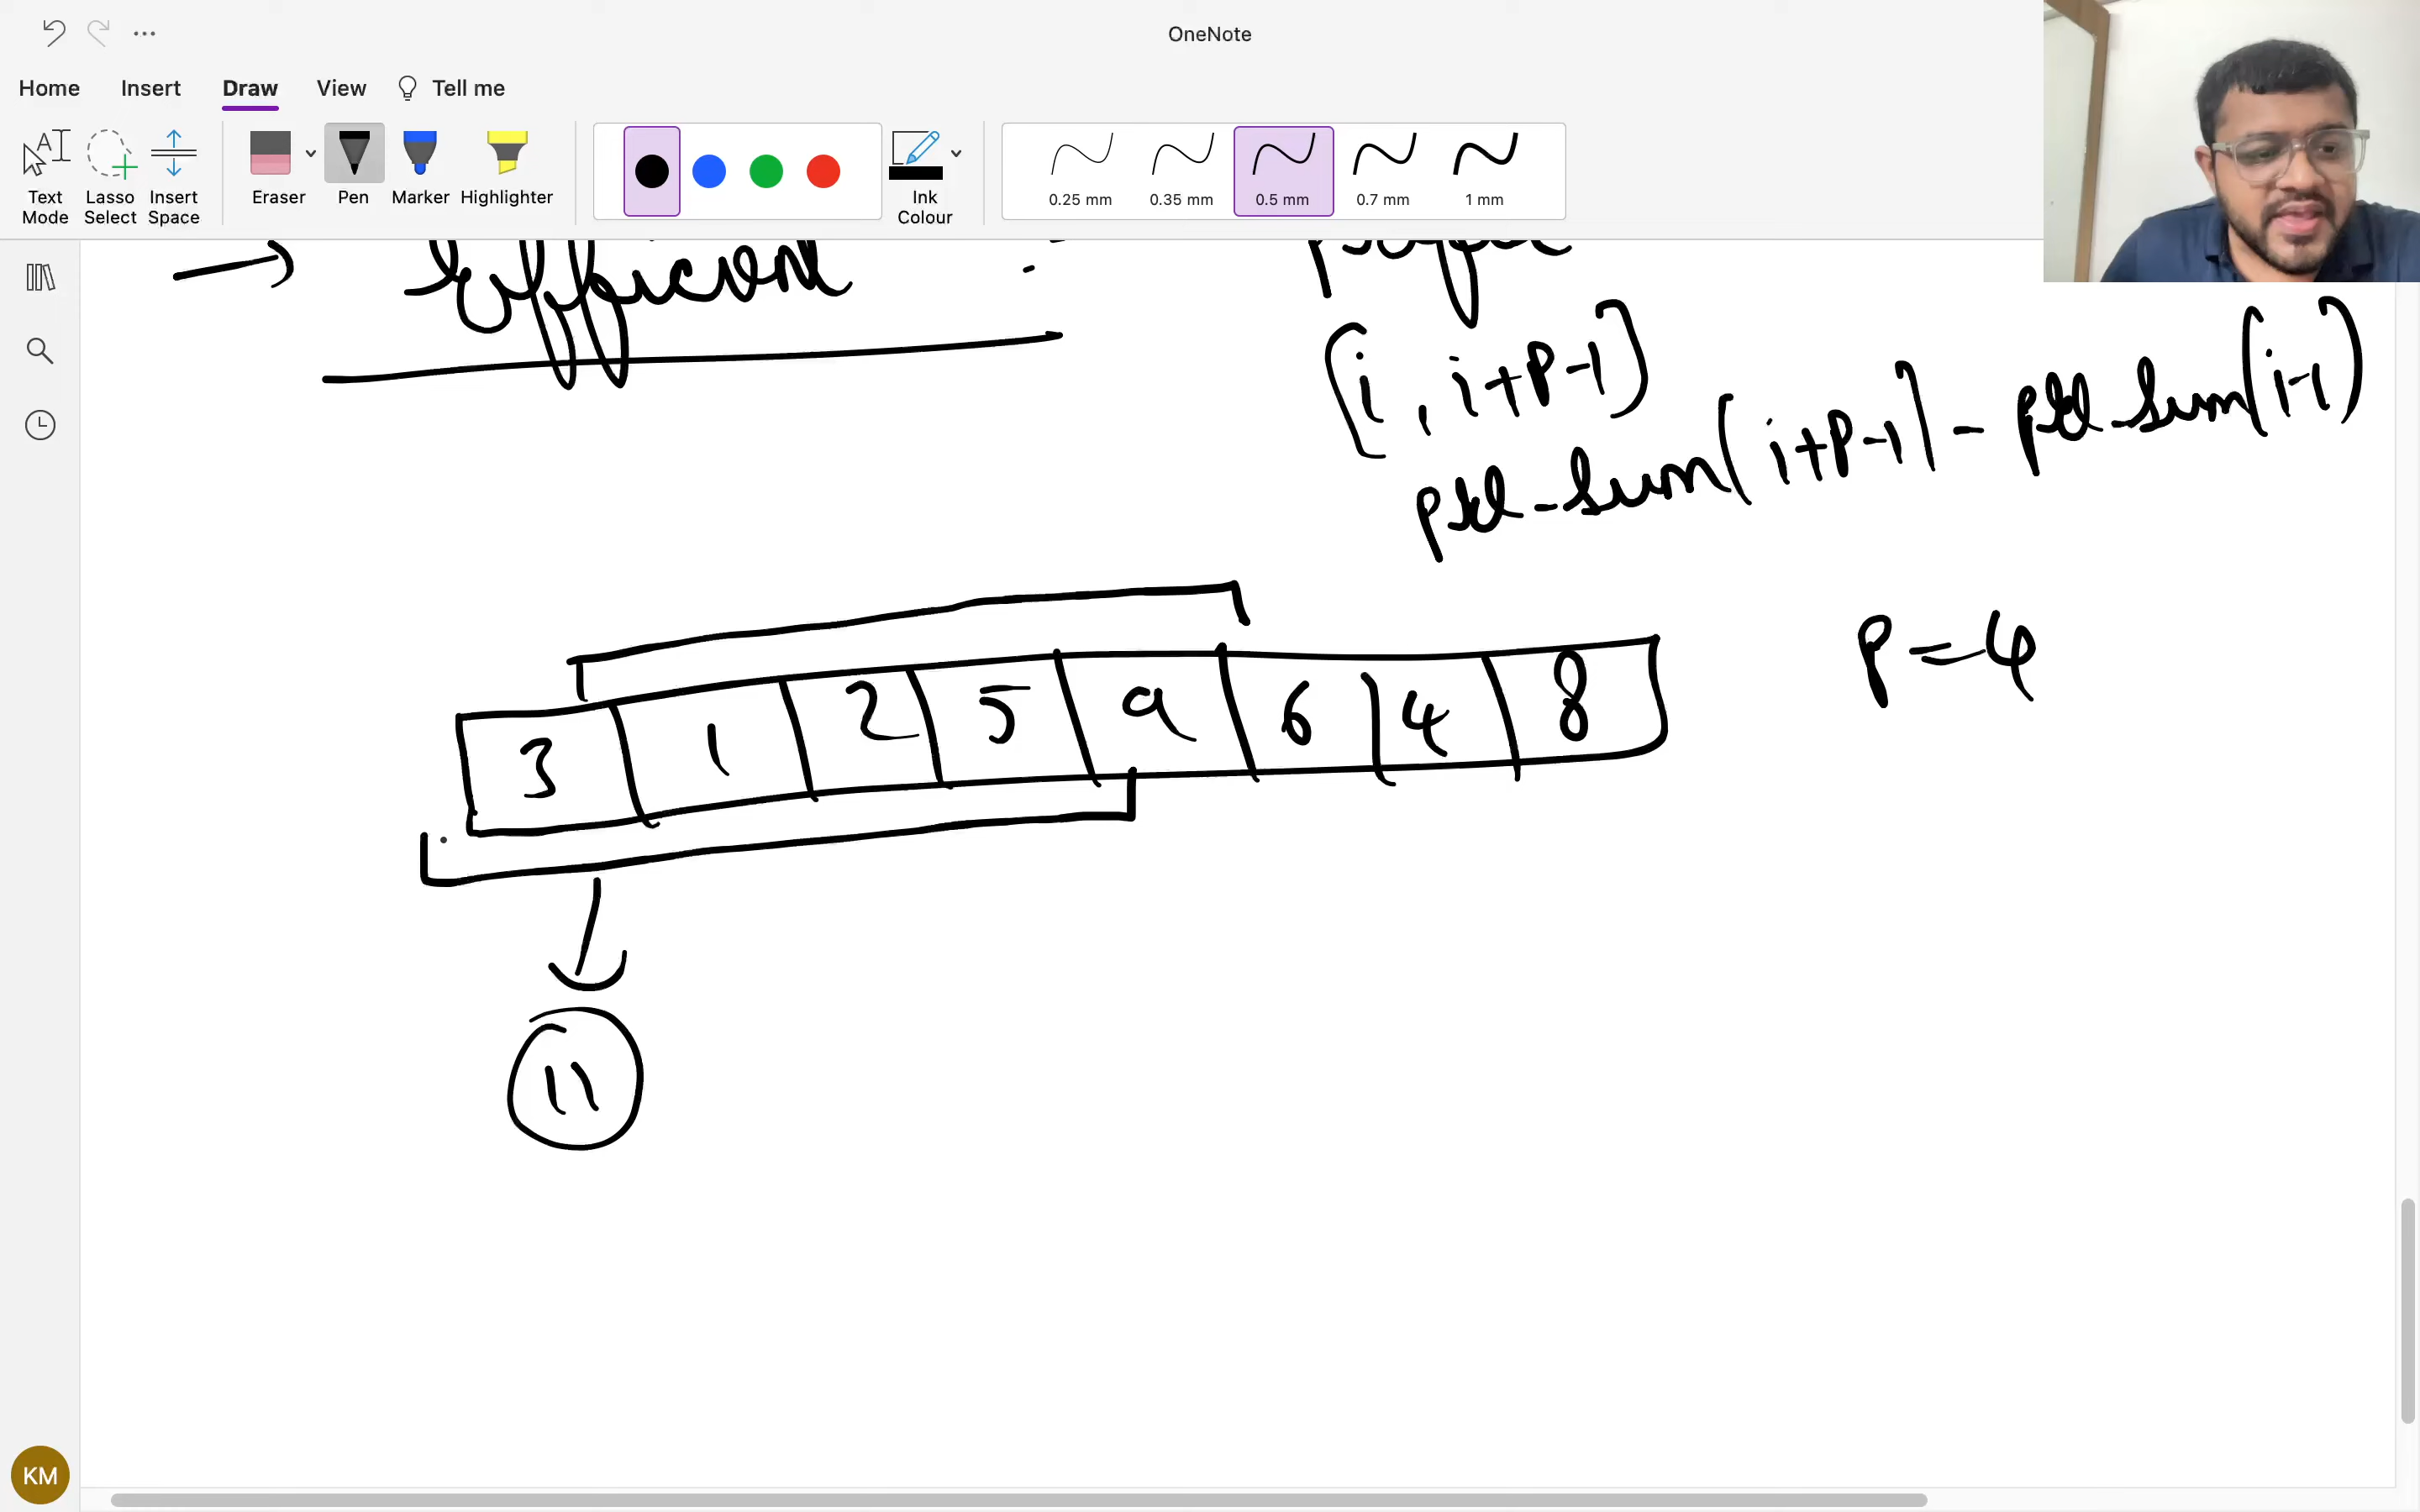 OneNote
Home Insert Draw View Tell me
Text Mode Lasso Select Insert Space Eraser Pen Marker Highlighter Ink Colour 0.25 mm 0.35 mm 0.5 mm 0.7 mm 1 mm
→ Efficient :
[i, i+P-1]
-sum[i+P-1] - -sum[i-1]
P=4
3 1 2 5 9 6 4 8
11
KM